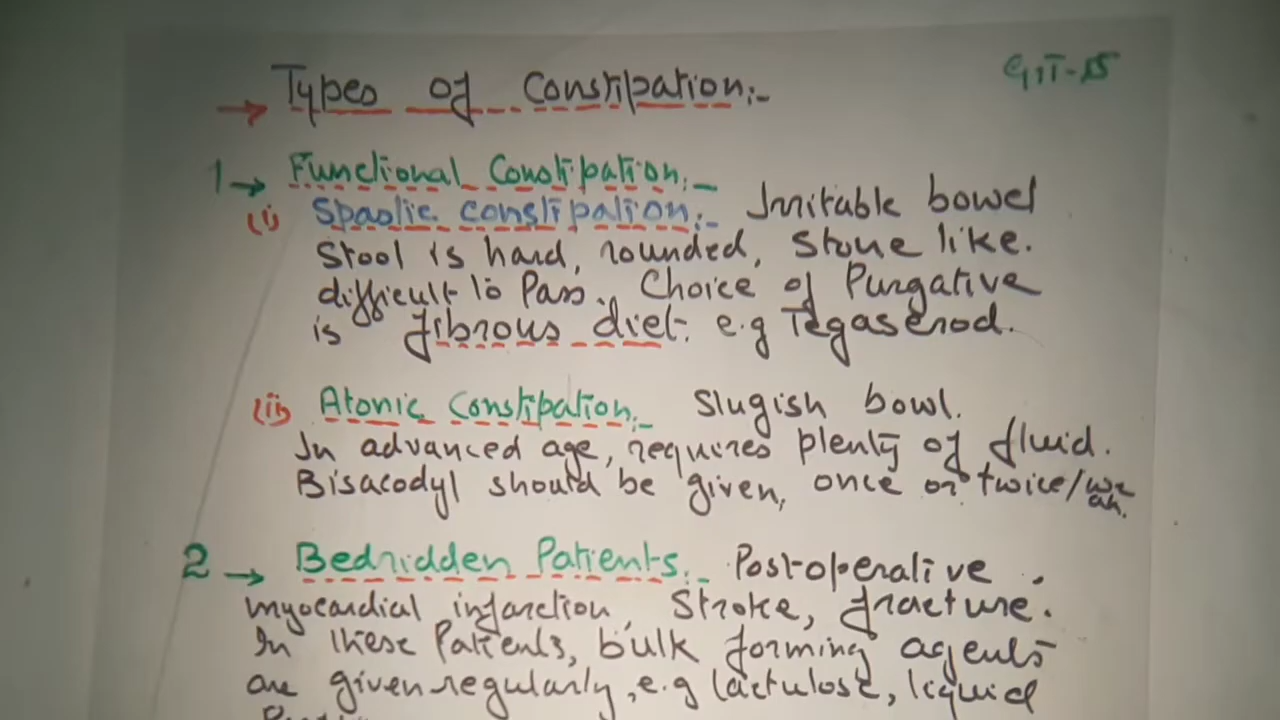 GIT-15
Types of Constipation:-
1→ Functional Constipation:-
(i) Spastic constipation:- Irritable bowel
Stool is hard, rounded, Stone like.
difficult to Pass. Choice of Purgative
is fibrous diet. e.g Tegaserod.
(ii) Atonic Constipation:- Slugish bowl.
In advanced age, requires plenty of fluid.
Bisacodyl should be given, once or twice/
2→ Bedridden Patients:- Post-operative.
myocardial infarction, Stroke, fracture.
In these Patients, bulk forming agents
are given regularly, e.g lactulose, liquid